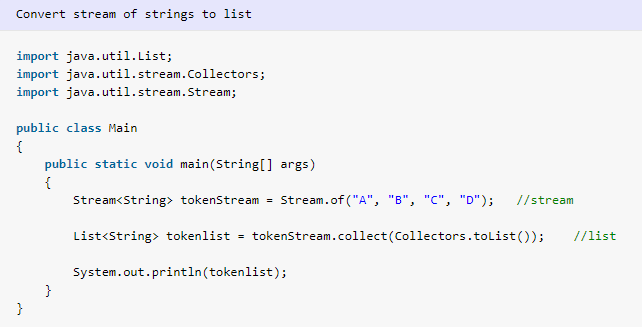 Convert stream of strings to list
import java.util.List;
import java.util.stream.Collectors;
import java.util.stream.Stream;
public class Main
{
public static void main(String[] args)
{
Stream<String> tokenStream = Stream.of("A", "B", "C", "D");   //stream
List<String> tokenlist = tokenStream.collect(Collectors.toList());    //list
System.out.println(tokenlist);
}
}